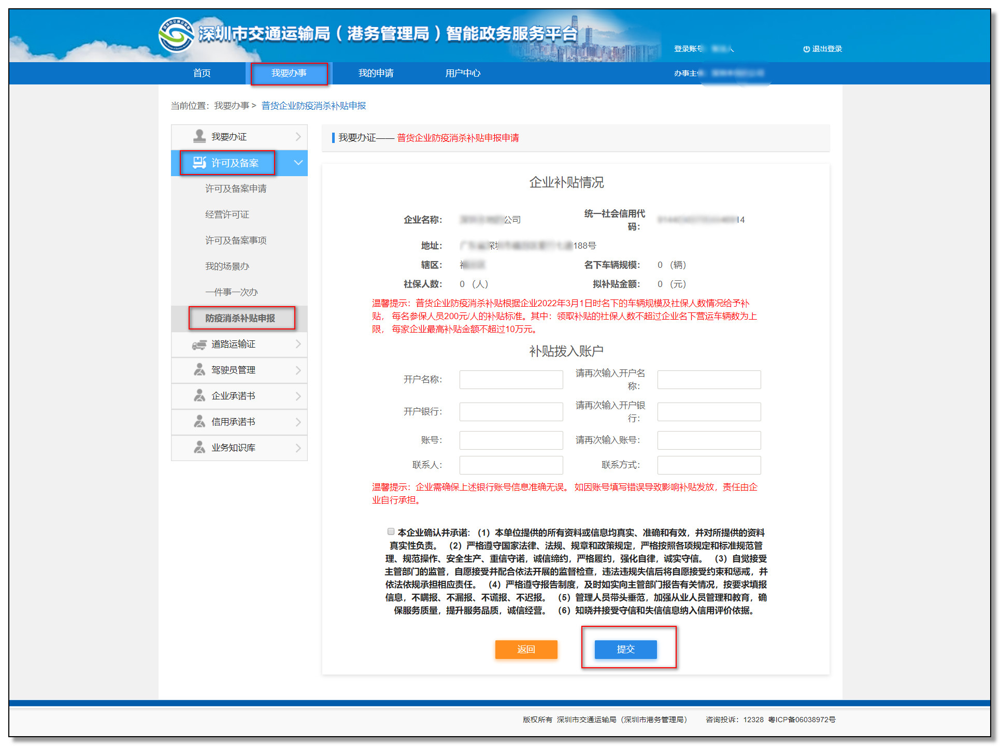 深圳市交通运输局（港务管理局）智能政务服务平台
登录账号
退出登录
首页
我要办事
我的申请
用户中心
办事主
当前位置：我要办事 > 普货企业防疫消杀补贴申报
我要办证
许可及备案
许可及备案申请
经营许可证
许可及备案事项
我的场景办
一件事一次办
防疫消杀补贴申报
道路运输证
驾驶员管理
企业承诺书
信用承诺书
业务知识库
我要办证—— 普货企业防疫消杀补贴申报申请
企业补贴情况
企业名称：
公司
统一社会信用代
码：
14
地址：
深圳
188号
辖区：
名下车辆规模： 0 （辆）
社保人数： 0 （人）
拟补贴金额： 0 （元）
温馨提示：普货企业防疫消杀补贴根据企业2022年3月1日时名下的车辆规模及社保人数情况给予补
贴， 每名参保人员200元/人的补贴标准。其中：领取补贴的社保人数不超过企业名下营运车辆数为上
限， 每家企业最高补贴金额不超过10万元。
补贴拨入账户
开户名称：
请再次输入开户名
称：
开户银行：
请再次输入开户银
行：
账号：
请再次输入账号：
联系人：
联系方式：
温馨提示：企业需确保上述银行账号信息准确无误。 如因账号填写错误导致影响补贴发放，责任由企
业自行承担。
本企业确认并承诺: （1）本单位提供的所有资料或信息均真实、准确和有效，并对所提供的资料
真实性负责。 （2）严格遵守国家法律、法规、规章和政策规定，严格按照各项规定和标准规范管
理、规范操作、安全生产、重信守诺，诚信缔约，严格履约，强化自律，诚实守信。 （3）自觉接受
主管部门的监管，自愿接受并配合依法开展的监督检查，违法违规失信后将自愿接受约束和惩戒，并
依法依规承担相应责任。 （4）严格遵守报告制度，及时如实向主管部门报告有关情况，按要求填报
信息，不瞒报、不漏报、不谎报、不迟报。 （5）管理人员带头垂范，加强从业人员管理和教育，确
保服务质量，提升服务品质，诚信经营。 （6）知晓并接受守信和失信信息纳入信用评价依据。
返回
提交
版权所有 深圳市交通运输局（深圳市港务管理局） 咨询投诉：12328 粤ICP备06038972号